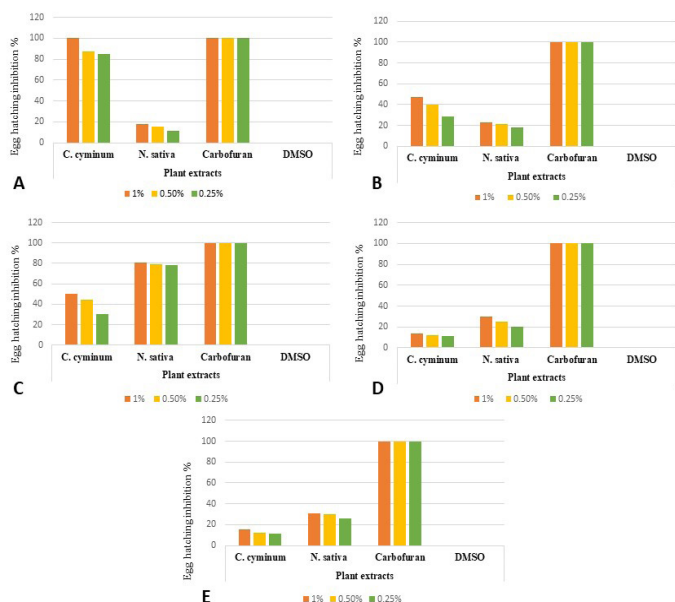 Egg hatching inhibition %
120
100
80
60
40
20
0
C. cyminum N. sativa Carbofuran DMSO
Plant extracts
A
1% 0.50% 0.25%
Egg hatching inhibition %
120
100
80
60
40
20
0
C. cyminum N. sativa Carbofuran DMSO
Plant extracts
B
1% 0.50% 0.25%
Egg hatching inhibition %
120
100
80
60
40
20
0
C. cyminum N. sativa Carbofuran DMSO
Plant extracts
C
1% 0.50% 0.25%
Egg hatching inhibition %
120
100
80
60
40
20
0
C. cyminum N. sativa Carbofuran DMSO
Plant extracts
D
1% 0.50% 0.25%
Egg hatching inhibition %
120
100
80
60
40
20
0
C. cyminum N. sativa Carbofuran DMSO
Plant extracts
E
1% 0.50% 0.25%